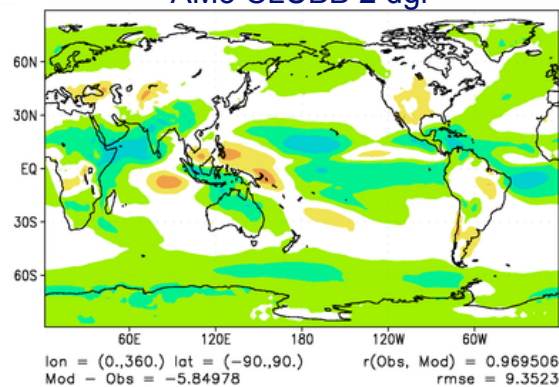 60N
30N
EQ
30S
60S
60E 120E 180 120W 60W
lon = (0.,360.) lat = (-90.,90.) r(Obs, Mod) = 0.969506
Mod - Obs = -5.84978 rmse = 9.3523